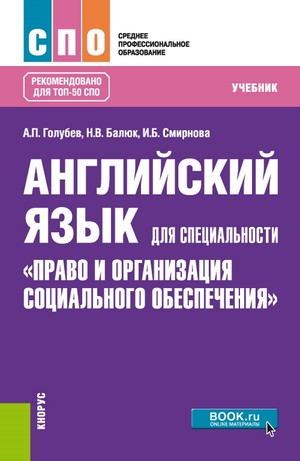 СПО
СРЕДНЕЕ
ПРОФЕССИОНАЛЬНОЕ
ОБРАЗОВАНИЕ
РЕКОМЕНДОВАНО
ДЛЯ ТОП-50 СПО
УЧЕБНИК
А.П. Голубев, Н.В. Балюк, И.Б. Смирнова
АНГЛИЙСКИЙ
ЯЗЫК ДЛЯ СПЕЦИАЛЬНОСТИ
«ПРАВО И ОРГАНИЗАЦИЯ
СОЦИАЛЬНОГО ОБЕСПЕЧЕНИЯ»
КНОРУС
BOOK.ru
ONLINE МАТЕРИАЛЫ